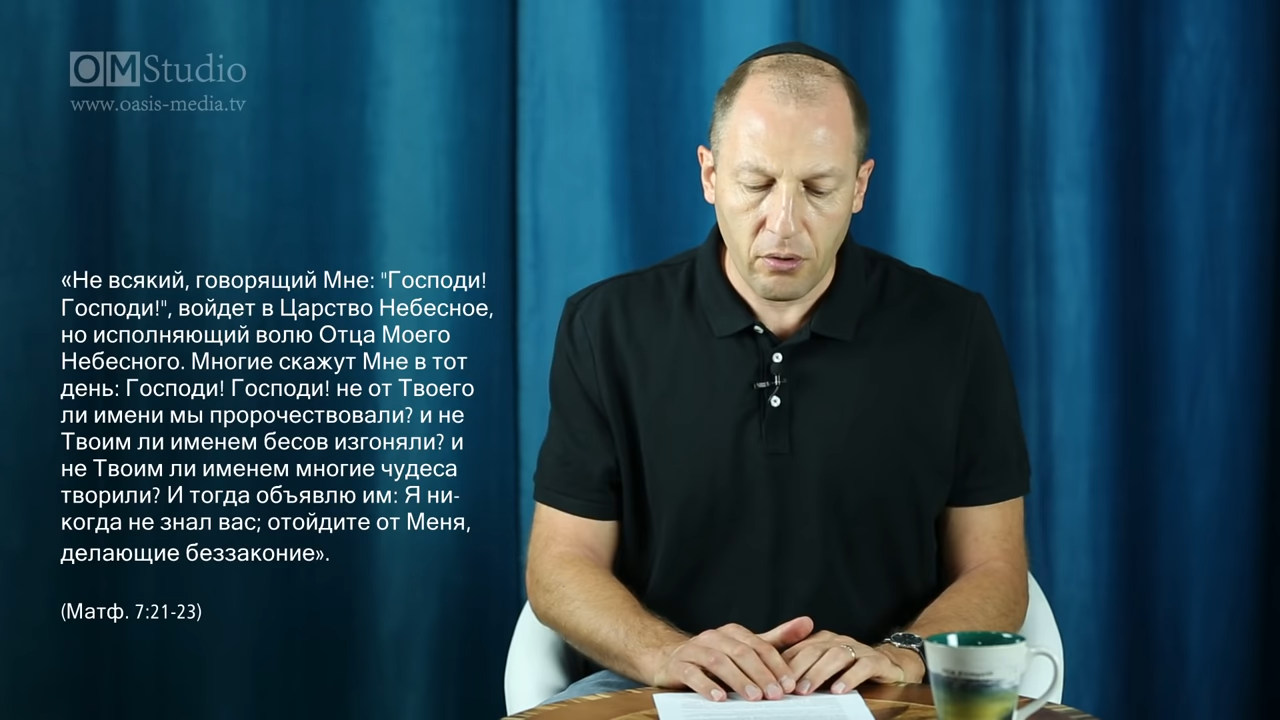 OMStudio
www.oasis-media.tv
«Не всякий, говорящий Мне: "Господи!
Господи!", войдет в Царство Небесное,
но исполняющий волю Отца Моего
Небесного. Многие скажут Мне в тот
день: Господи! Господи! не от Твоего
ли имени мы пророчествовали? и не
Твоим ли именем бесов изгоняли? и
не Твоим ли именем многие чудеса
творили? И тогда объявлю им: Я ни-
когда не знал вас; отойдите от Меня,
делающие беззаконие».
(Матф. 7:21-23)